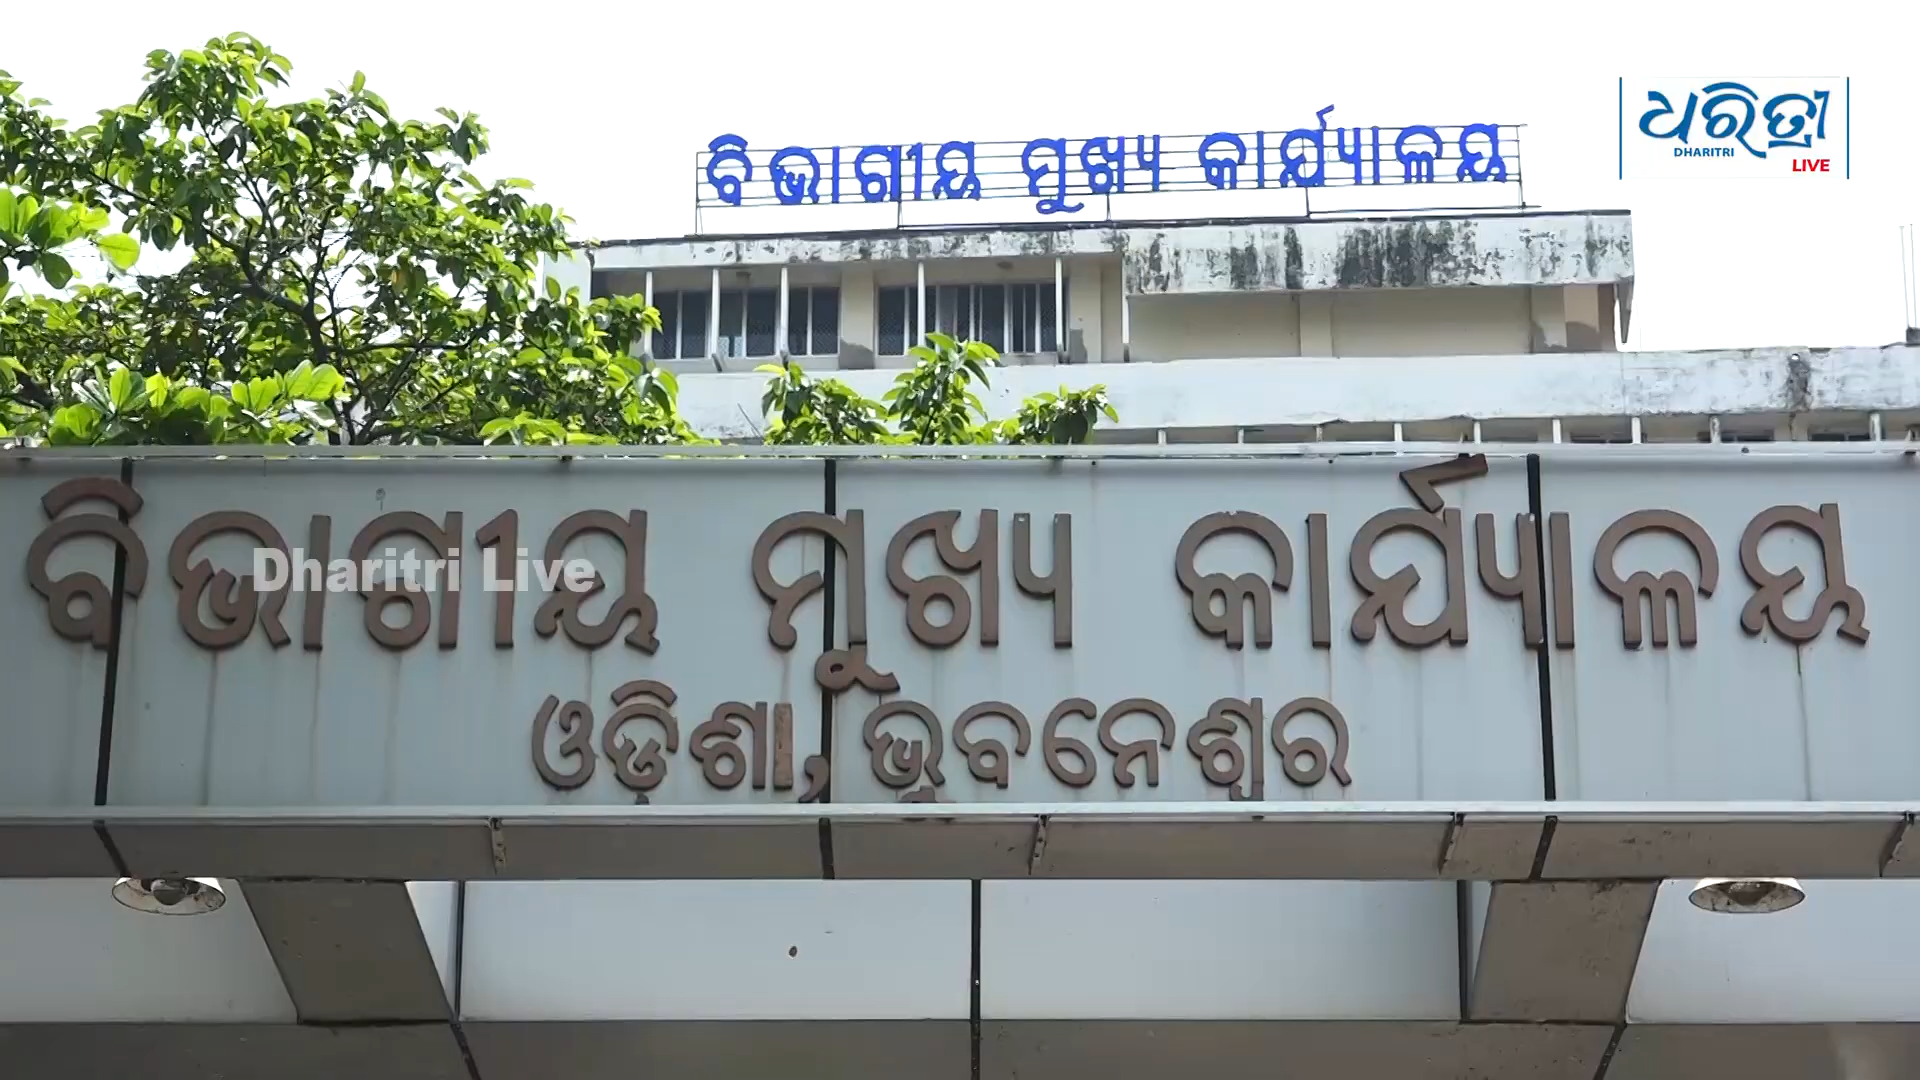 ବିଭାଗୀୟ ମୁଖ୍ୟ କାର୍ଯ୍ୟାଳୟ
ଧରିତ୍ରୀ
DHARITRI
LIVE
ବିଭାଗୀୟ ମୁଖ୍ୟ କାର୍ଯ୍ୟାଳୟ
Dharitri Live
ଓଡ଼ିଶା, ଭୁବନେଶ୍ୱର